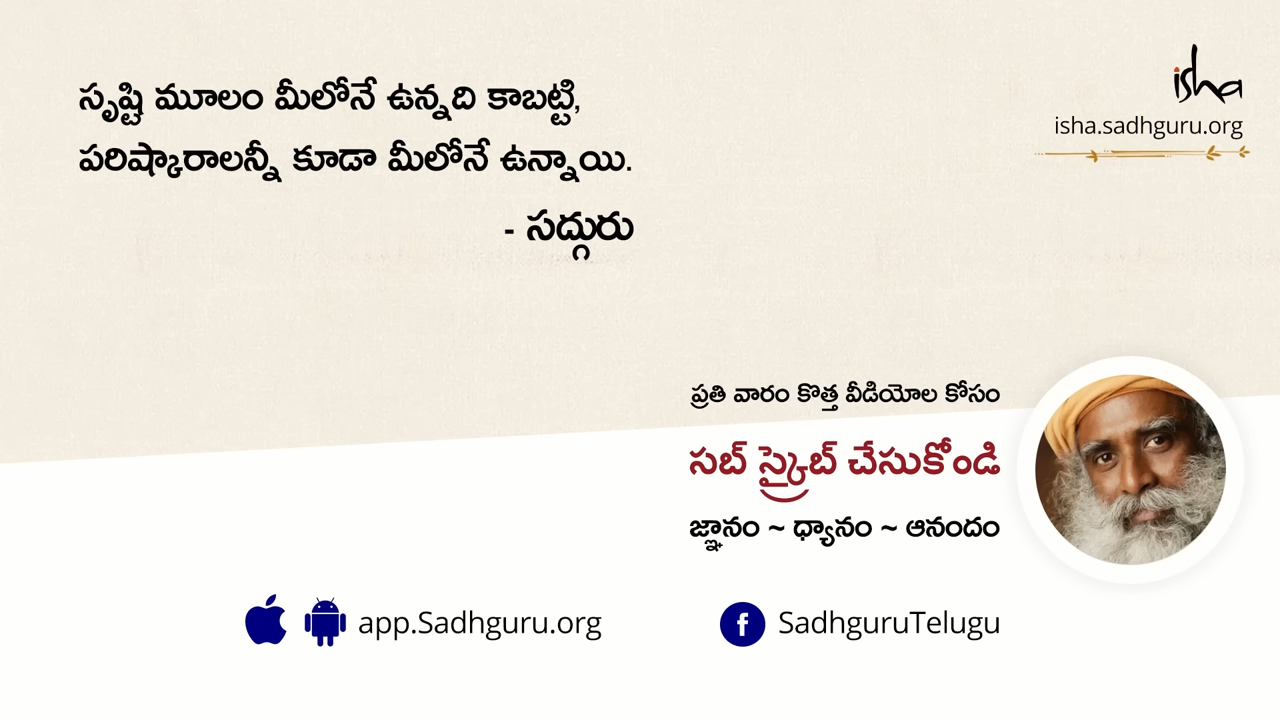 సృష్టి మూలం మీలోనే ఉన్నది కాబట్టి,
పరిష్కారాలన్నీ కూడా మీలోనే ఉన్నాయి.
- సద్గురు
isha
isha.sadhguru.org
ప్రతి వారం కొత్త వీడియోల కోసం
సబ్ స్క్రైబ్ చేసుకోండి
జ్ఞానం ~ ధ్యానం ~ ఆనందం
app.Sadhguru.org
f SadhguruTelugu